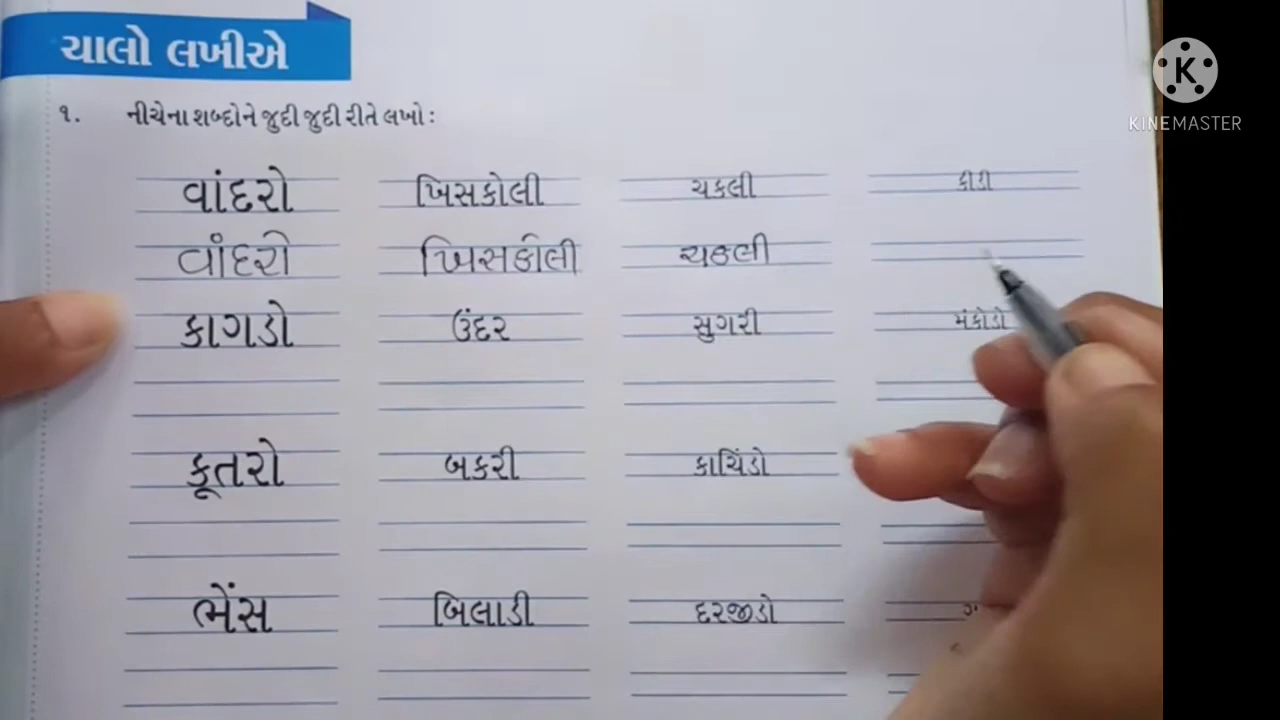 ચાલો લખીએ
૧. નીચેના શબ્દોને જુદી જુદી રીતે લખો :
વાંદરો ખિસકોલી ચકલી કીડી
વાંદરો ખિસકોલી ચકલી
કાગડો ઉંદર સુગરી મંકોડો
કૂતરો બકરી કાચિંડો
ભેંસ બિલાડી દરજીડો
K
KINEMASTER